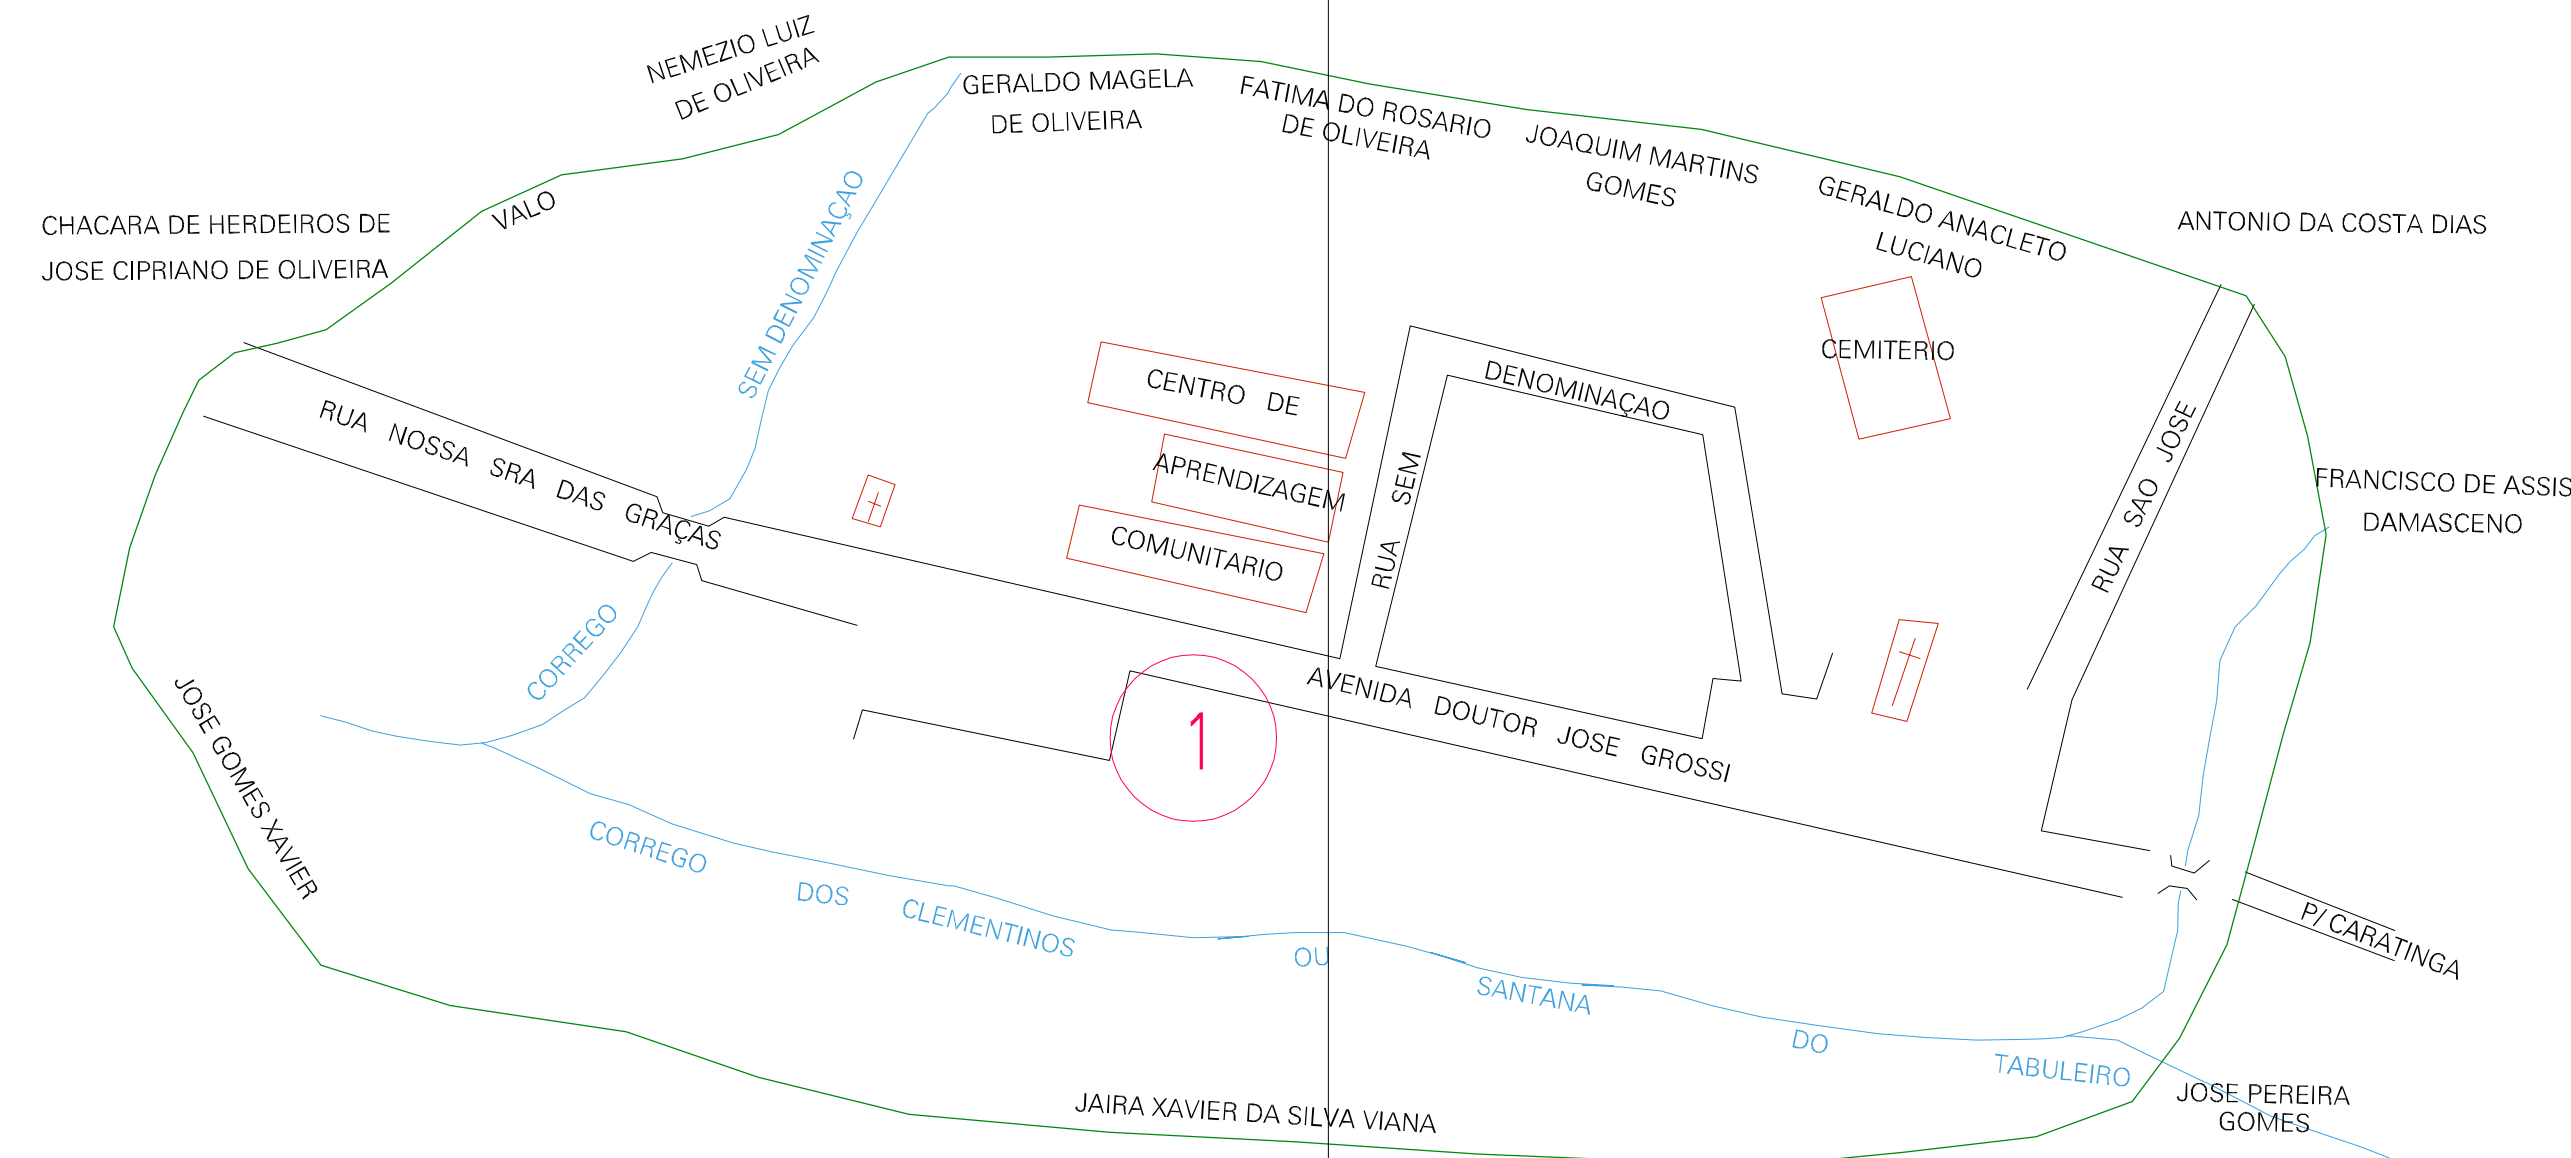 NEMEZIO LUIZ
DE OLIVEIRA
GERALDO MAGELA
DE OLIVEIRA
FATIMA DO ROSARIO
DE OLIVEIRA
JOAQUIM MARTINS
GOMES
GERALDO ANACLETO
LUCIANO
ANTONIO DA COSTA DIAS
CHACARA DE HERDEIROS DE
JOSE CIPRIANO DE OLIVEIRA
VALO
SEM DENOMINAÇAO
CENTRO DE
APRENDIZAGEM
COMUNITARIO
RUA SEM
DENOMINAÇAO
CEMITERIO
RUA SAO JOSE
FRANCISCO DE ASSIS
DAMASCENO
RUA NOSSA SRA DAS GRAÇAS
CORREGO
AVENIDA DOUTOR JOSE GROSSI
1
JOSE GOMES XAVIER
CORREGO DOS CLEMENTINOS OU SANTANA DO TABULEIRO
P/ CARATINGA
JAIRA XAVIER DA SILVA VIANA
JOSE PEREIRA
GOMES